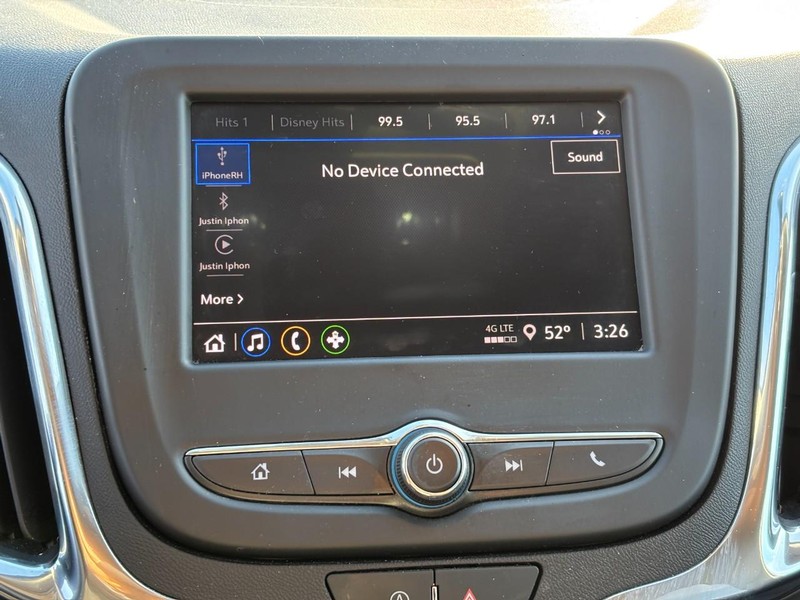 Hits 1 Disney Hits 99.5 95.5 97.1
iPhoneRH
No Device Connected
Sound
Justin Iphon
Justin Iphon
More
4G LTE 52° 3:26